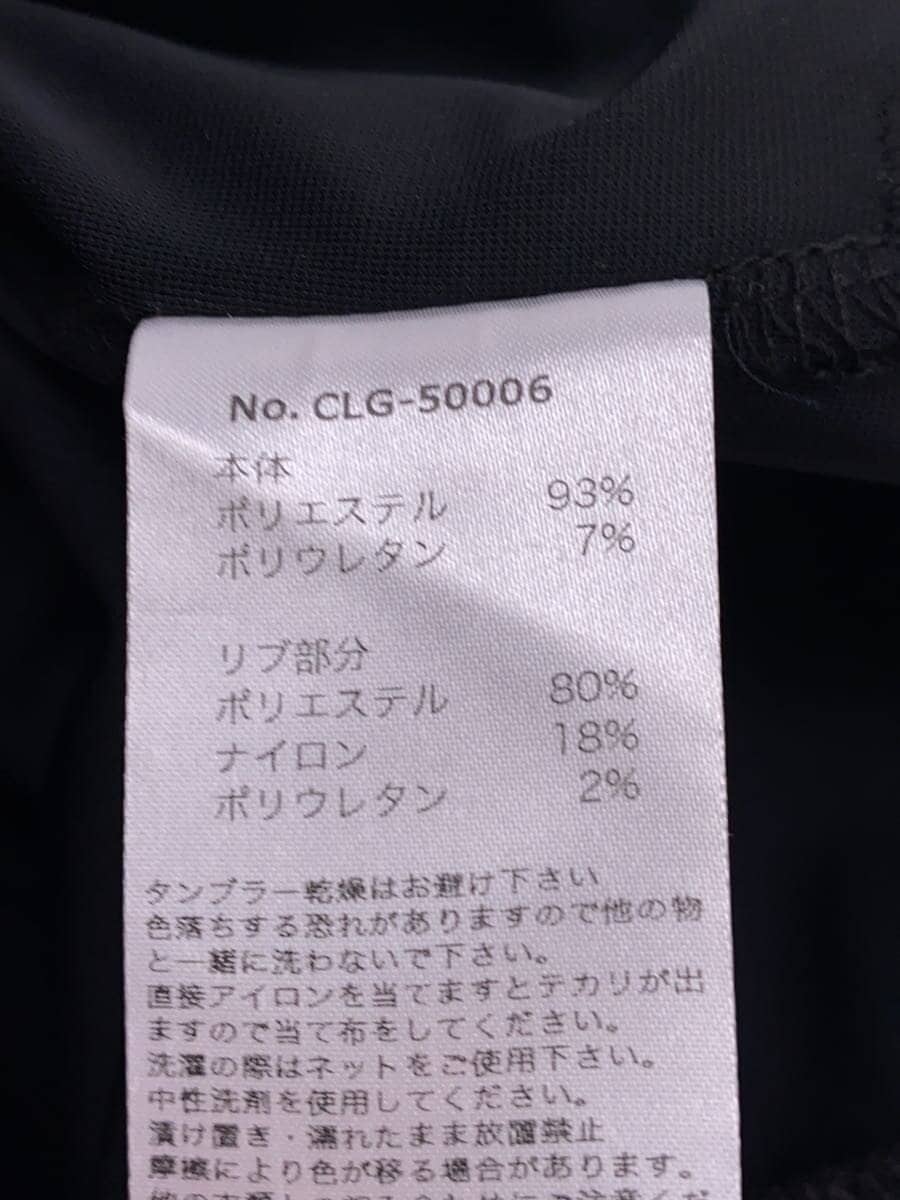 No. CLG-50006
本体
ポリエステル 93%
ポリウレタン 7%
リブ部分
ポリエステル 80%
ナイロン 18%
ポリウレタン 2%
タンブラー乾燥はお避け下さい
色落ちする恐れがありますので他の物
と一緒に洗わないで下さい。
直接アイロンを当てますとテカリが出
ますので当て布をしてください。
洗濯の際はネットをご使用下さい。
中性洗剤を使用してください。
漬け置き・濡れたまま放置禁止
摩擦により色が移る場合があります。